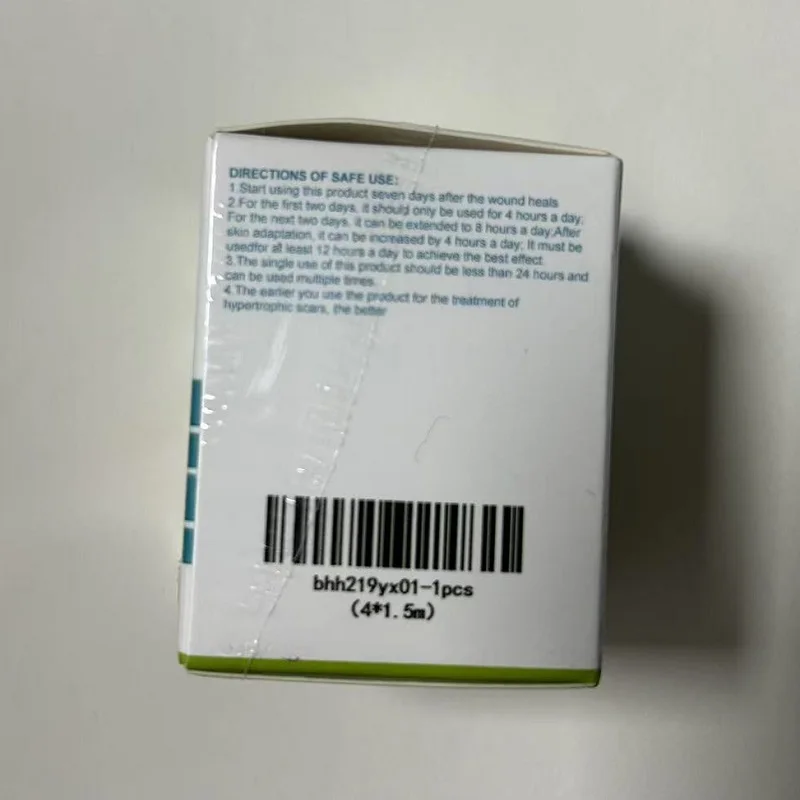 DIRECTIONS OF SAFE USE:
1.Start using this product seven days after the wound heals
2.For the first two days, it should only be used for 4 hours a day;
For the next two days, it can be extended to 8 hours a day;After
skin adaptation, it can be increased by 4 hours a day; It must be
usedfor at least 12 hours a day to achieve the best effect.
3.The single use of this product should be less than 24 hours and
can be used multiple times.
4.The earlier you use the product for the treatment of
hypertrophic scars, the better
bhh219yx01-1pcs
(4*1.5m)